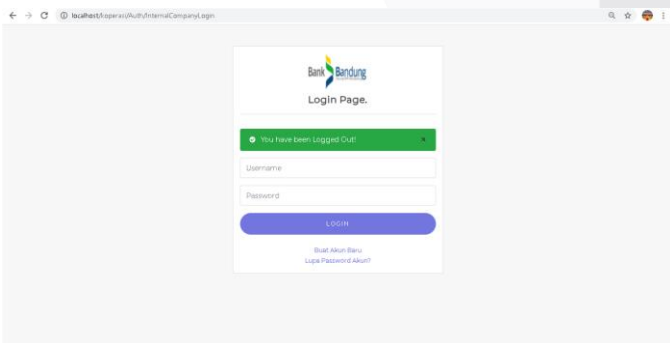 localhost/koperasi/Auth/InternalCompanyLogin
Bank Bandung
Login Page.
You have been Logged Out!
Username
Password
LOGIN
Buat Akun Baru
Lupa Password Akun?